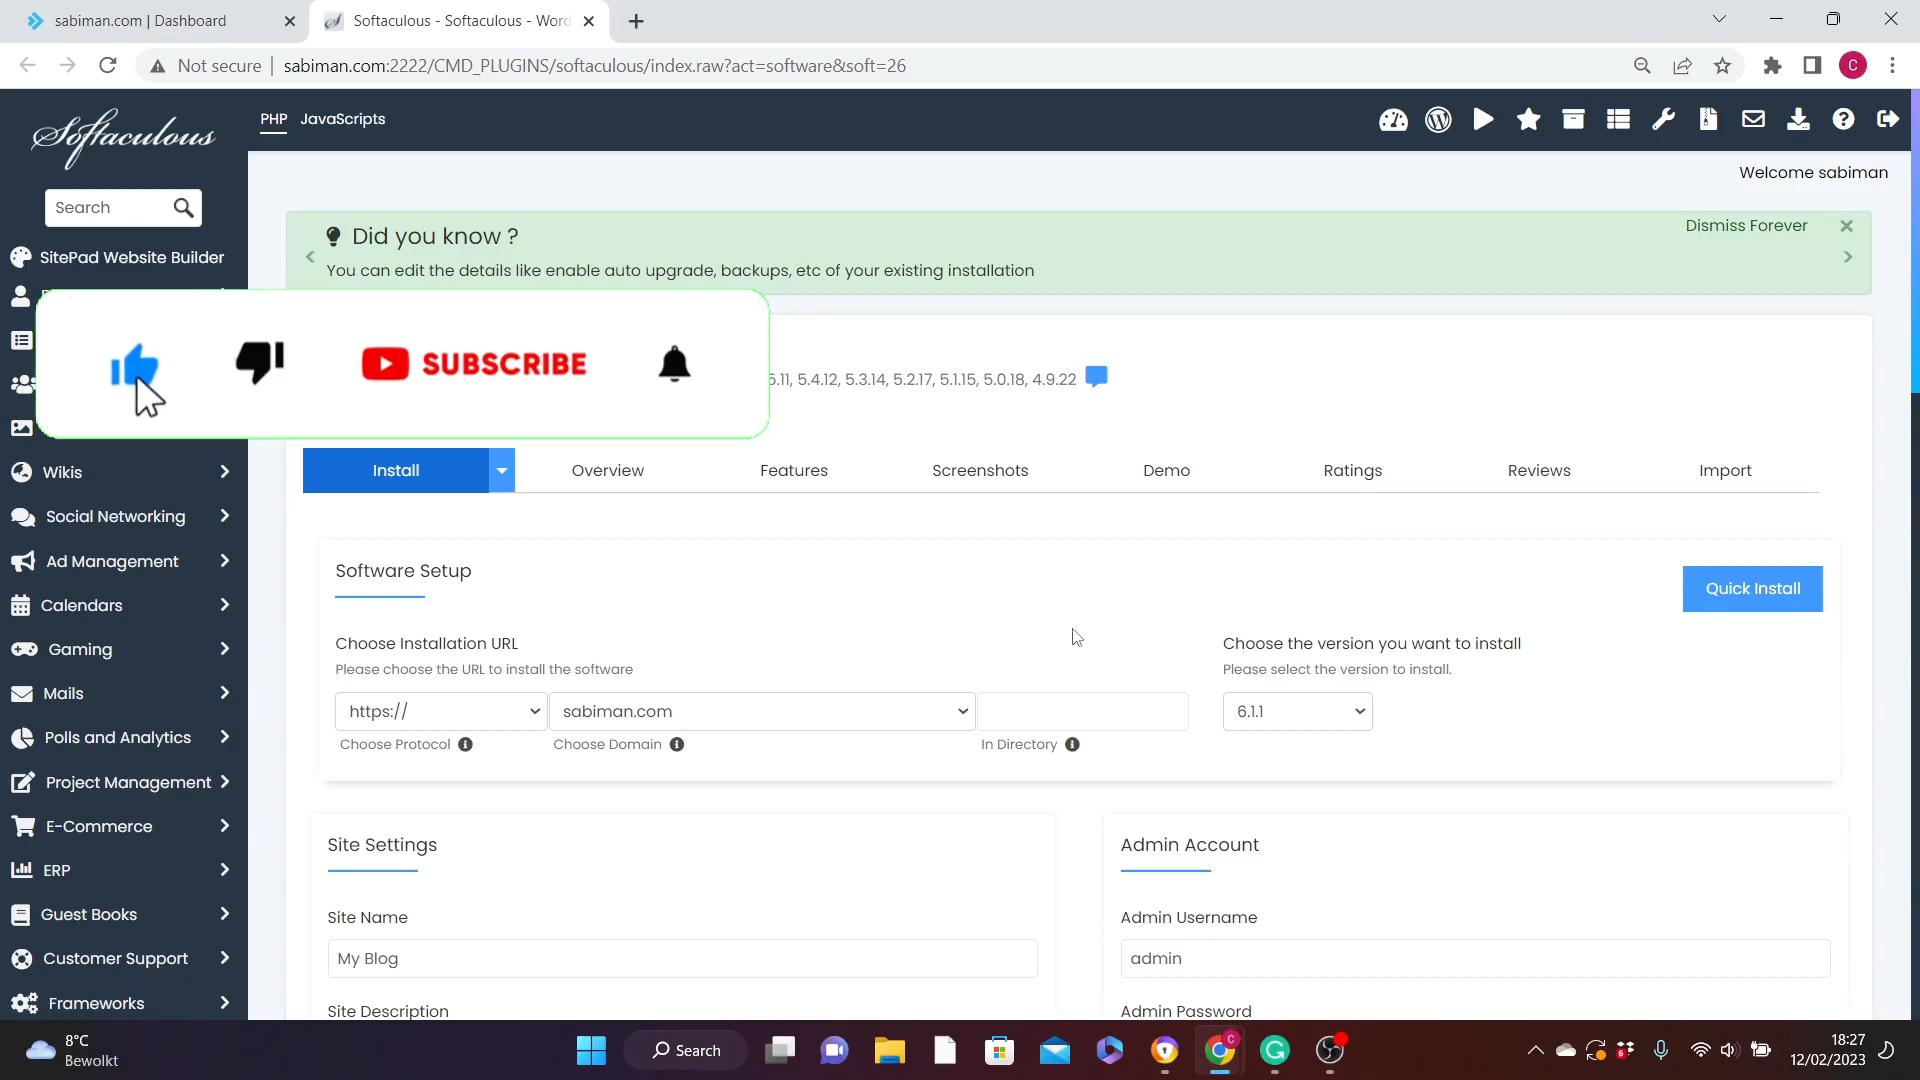 sabiman.com | Dashboard
Softaculous - Softaculous - Word
Not secure
sabiman.com:2222/CMD_PLUGINS/softaculous/index.raw?act=software&soft=26
C
Softaculous
PHP
JavaScripts
Welcome sabiman
Search
Did you know ?
Dismiss Forever
You can edit the details like enable auto upgrade, backups, etc of your existing installation
SitePad Website Builder
SUBSCRIBE
5.11, 5.4.12, 5.3.14, 5.2.17, 5.1.15, 5.0.18, 4.9.22
Wikis
Social Networking
Ad Management
Calendars
Gaming
Mails
Polls and Analytics
Project Management
E-Commerce
ERP
Guest Books
Customer Support
Frameworks
Install
Overview
Features
Screenshots
Demo
Ratings
Reviews
Import
Software Setup
Quick Install
Choose Installation URL
Please choose the URL to install the software
https://
sabiman.com
Choose Protocol
Choose Domain
In Directory
Choose the version you want to install
Please select the version to install.
6.1.1
Site Settings
Site Name
My Blog
Site Description
Admin Account
Admin Username
admin
Admin Password
8°C
Bewolkt
Search
C
6
18:27
12/02/2023